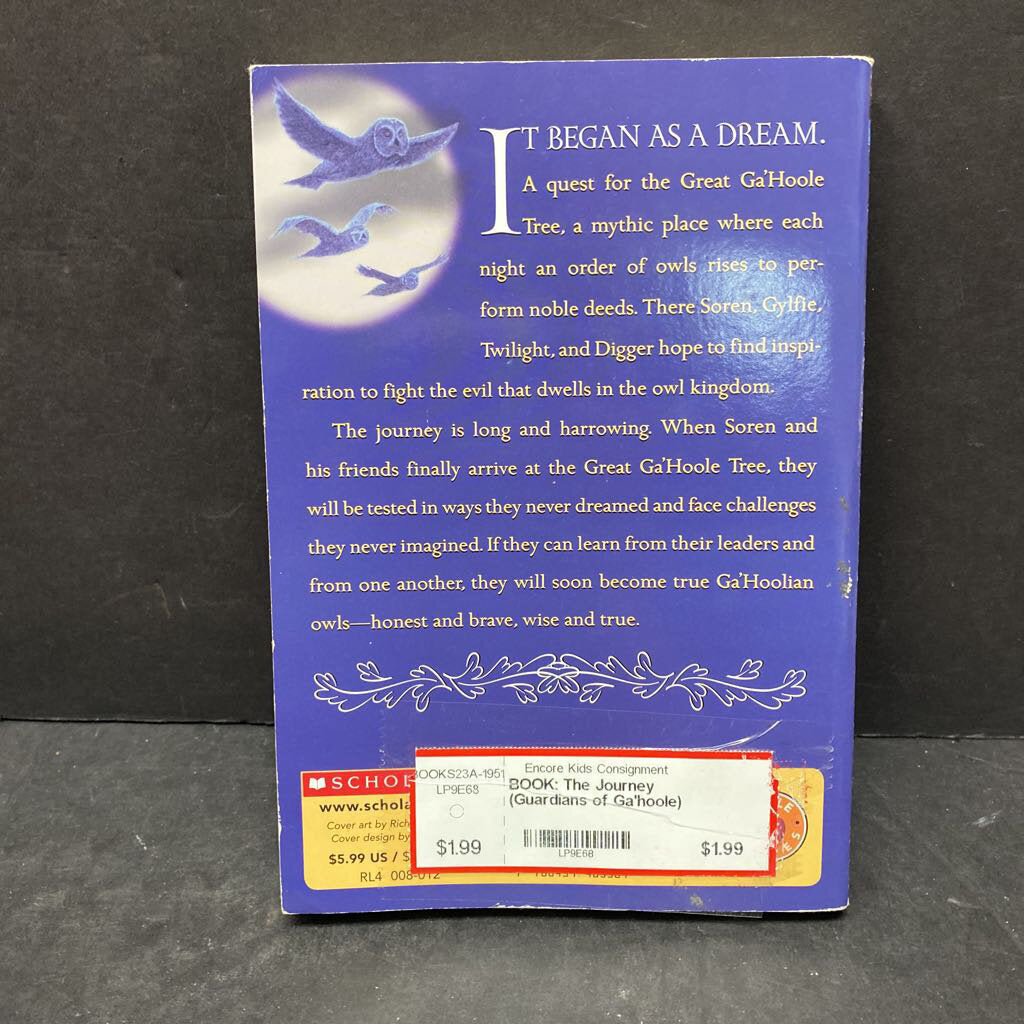 IT BEGAN AS A DREAM.
A quest for the Great Ga'Hoole
Tree, a mythic place where each
night an order of owls rises to per-
form noble deeds. There Soren, Gylfie,
Twilight, and Digger hope to find inspi-
ration to fight the evil that dwells in the owl kingdom.
The journey is long and harrowing. When Soren and
his friends finally arrive at the Great Ga'Hoole Tree, they
will be tested in ways they never dreamed and face challenges
they never imagined. If they can learn from their leaders and
from one another, they will soon become true Ga'Hoolian
owls—honest and brave, wise and true.
SCHOL
www.schola
Cover art by Rich
Cover design by
$5.99 US / $
RL4 008-012
BOOKS23A-1951
LP9E68
$1.99
Encore Kids Consignment
BOOK: The Journey
(Guardians of Ga'hoole)
LP9E68
$1.99